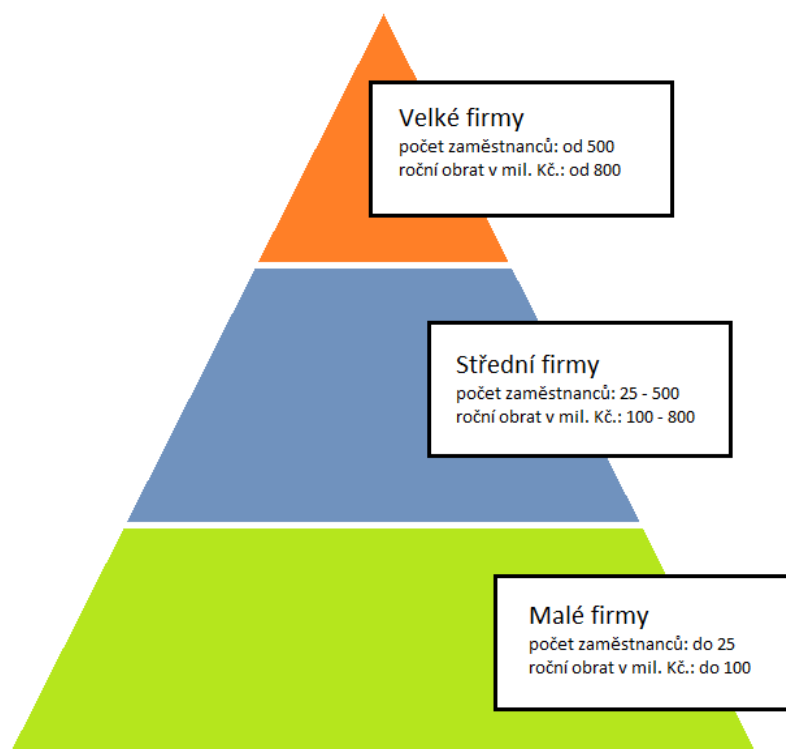 Velké firmy
počet zaměstnanců: od 500
roční obrat v mil. Kč.: od 800
Střední firmy
počet zaměstnanců: 25 - 500
roční obrat v mil. Kč.: 100 - 800
Malé firmy
počet zaměstnanců: do 25
roční obrat v mil. Kč.: do 100